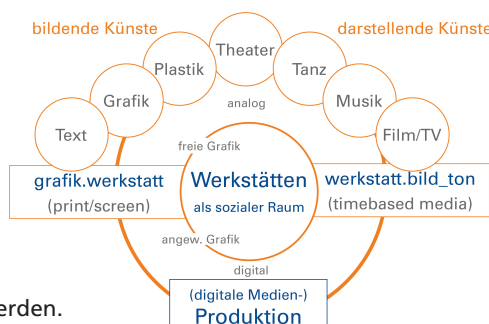 bildende Künste
darstellende Künste
Theater
Plastik
Tanz
Grafik
analog
Musik
Text
Film/TV
freie Grafik
grafik.werkstatt
(print/screen)
Werkstätten
als sozialer Raum
werkstatt.bild_ton
(timebased media)
angew. Grafik
digital
(digitale Medien-)
Produktion
erden.